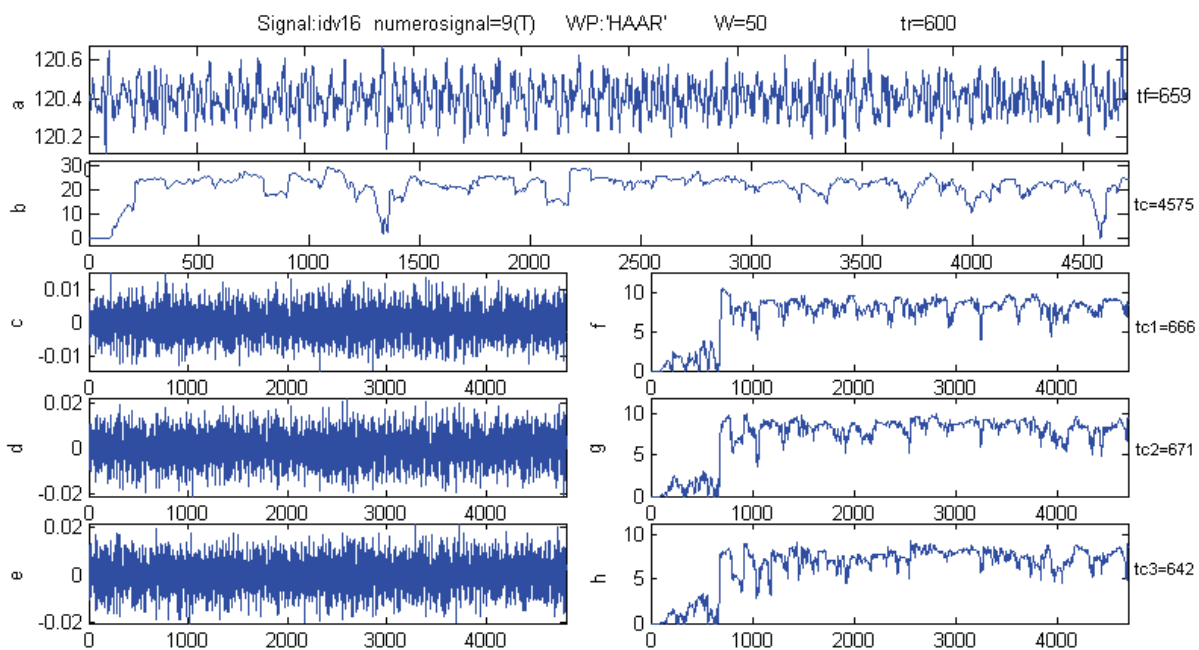 Signal:idv16 numerosignal=9(T) WP:'HAAR' W=50 tr=600
120.6
120.4
120.2
a
tf=659
30
20
10
0
b
tc=4575
0 500 1000 1500 2000 2500 3000 3500 4000 4500
0.01
0
-0.01
c
0 1000 2000 3000 4000
10
5
0
f
tc1=666
0 1000 2000 3000 4000
0.02
0
-0.02
d
0 1000 2000 3000 4000
10
5
0
g
tc2=671
0 1000 2000 3000 4000
0.02
0
-0.02
e
0 1000 2000 3000 4000
10
5
0
h
tc3=642
0 1000 2000 3000 4000